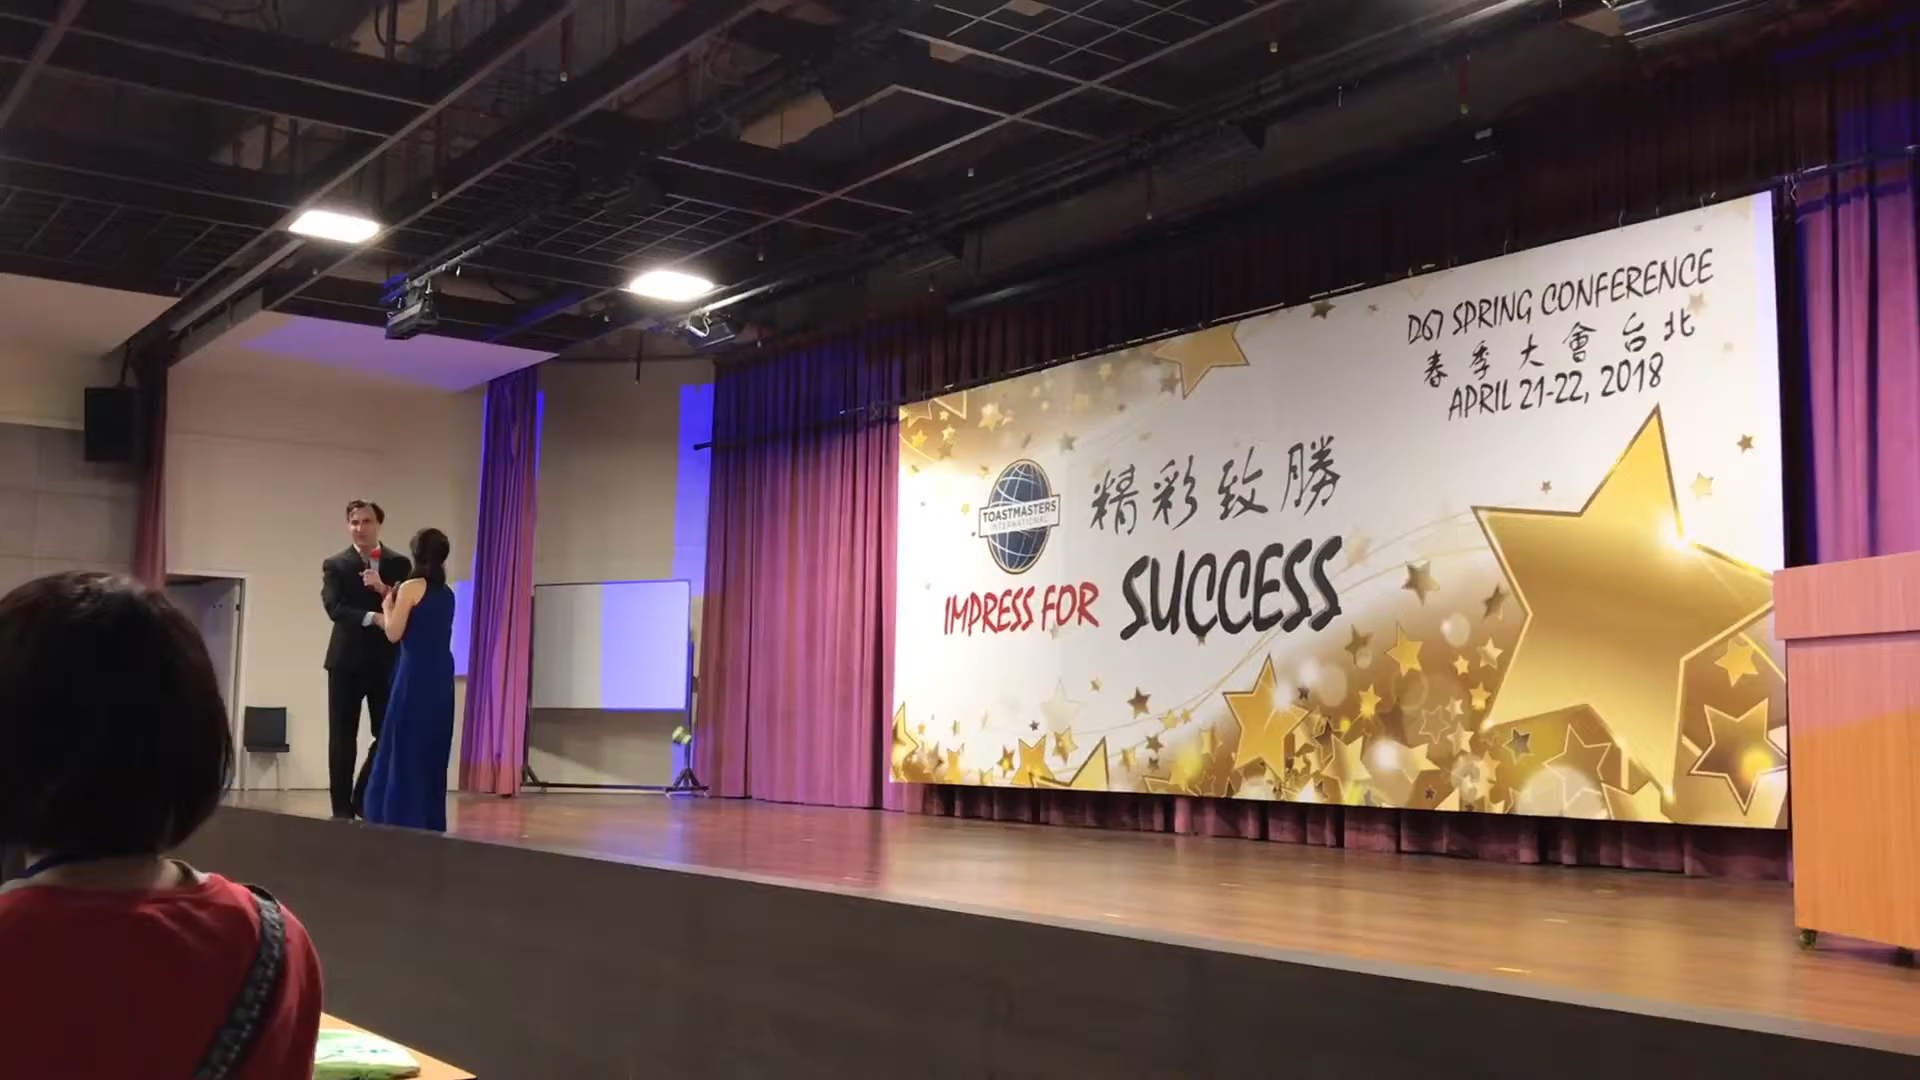 D67 SPRING CONFERENCE
春季大會台北
APRIL 21-22, 2018
TOASTMASTERS
INTERNATIONAL
精彩致勝
IMPRESS FOR SUCCESS